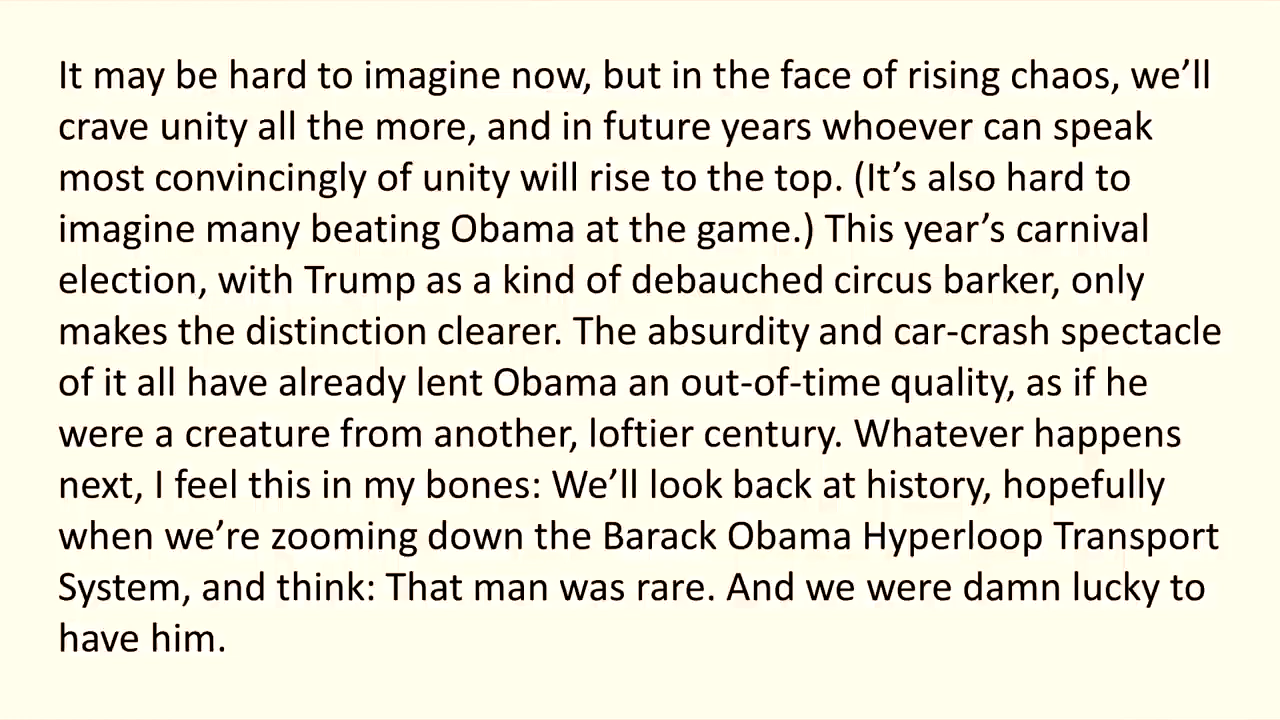 It may be hard to imagine now, but in the face of rising chaos, we’ll
crave unity all the more, and in future years whoever can speak
most convincingly of unity will rise to the top. (It’s also hard to
imagine many beating Obama at the game.) This year’s carnival
election, with Trump as a kind of debauched circus barker, only
makes the distinction clearer. The absurdity and car-crash spectacle
of it all have already lent Obama an out-of-time quality, as if he
were a creature from another, loftier century. Whatever happens
next, I feel this in my bones: We’ll look back at history, hopefully
when we’re zooming down the Barack Obama Hyperloop Transport
System, and think: That man was rare. And we were damn lucky to
have him.